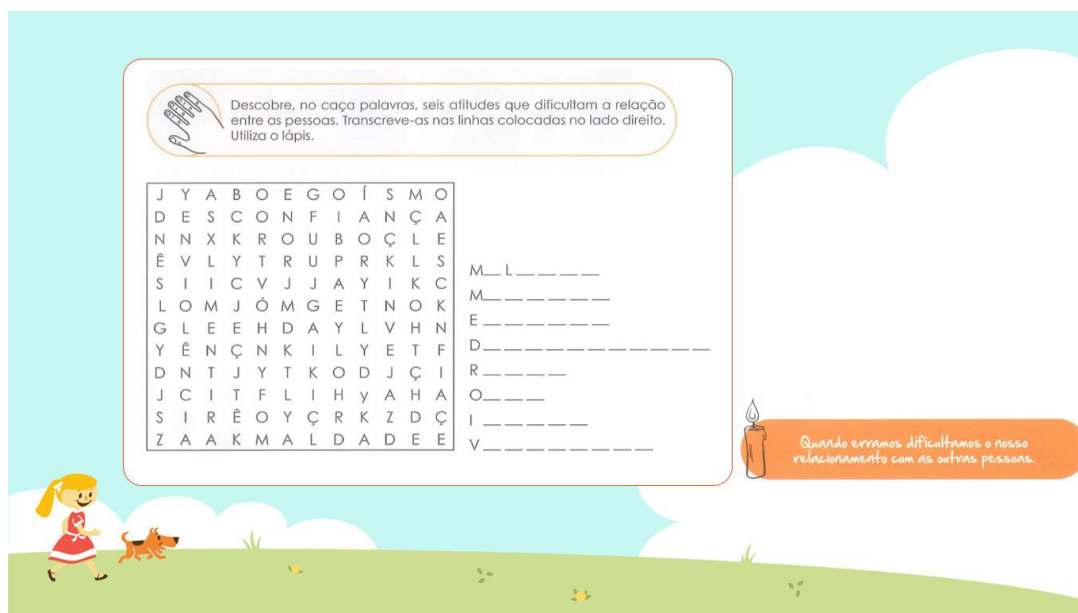 Descobre, no caça palavras, seis atitudes que dificultam a relação
entre as pessoas. Transcreve-as nas linhas colocadas no lado direito.
Utiliza o lápis.
J Y A B O E G O Í S M O
D E S C O N F I A N Ç A
N N X K R O U B O Ç L E
Ê V L Y T R U P R K L S
S I I C V J J A Y I K C
L O M J Ó M G E T N O K
G L E E H D A Y L V H N
Y Ê N Ç N K I L Y E T F
D N T J Y T K O D J Ç I
J C I T F L I H y A H A
S I R Ê O Y Ç R K Z D Ç
Z A A K M A L D A D E E
M__ L__ __ __ __
M__ __ __ __ __ __
E __ __ __ __ __ __
D__ __ __ __ __ __ __ __ __ __ __
R __ __ __ __
O__ __ __
I __ __ __ __ __
V__ __ __ __ __ __ __ __
Quando erramos dificultamos o nosso
relacionamento com as outras pessoas.